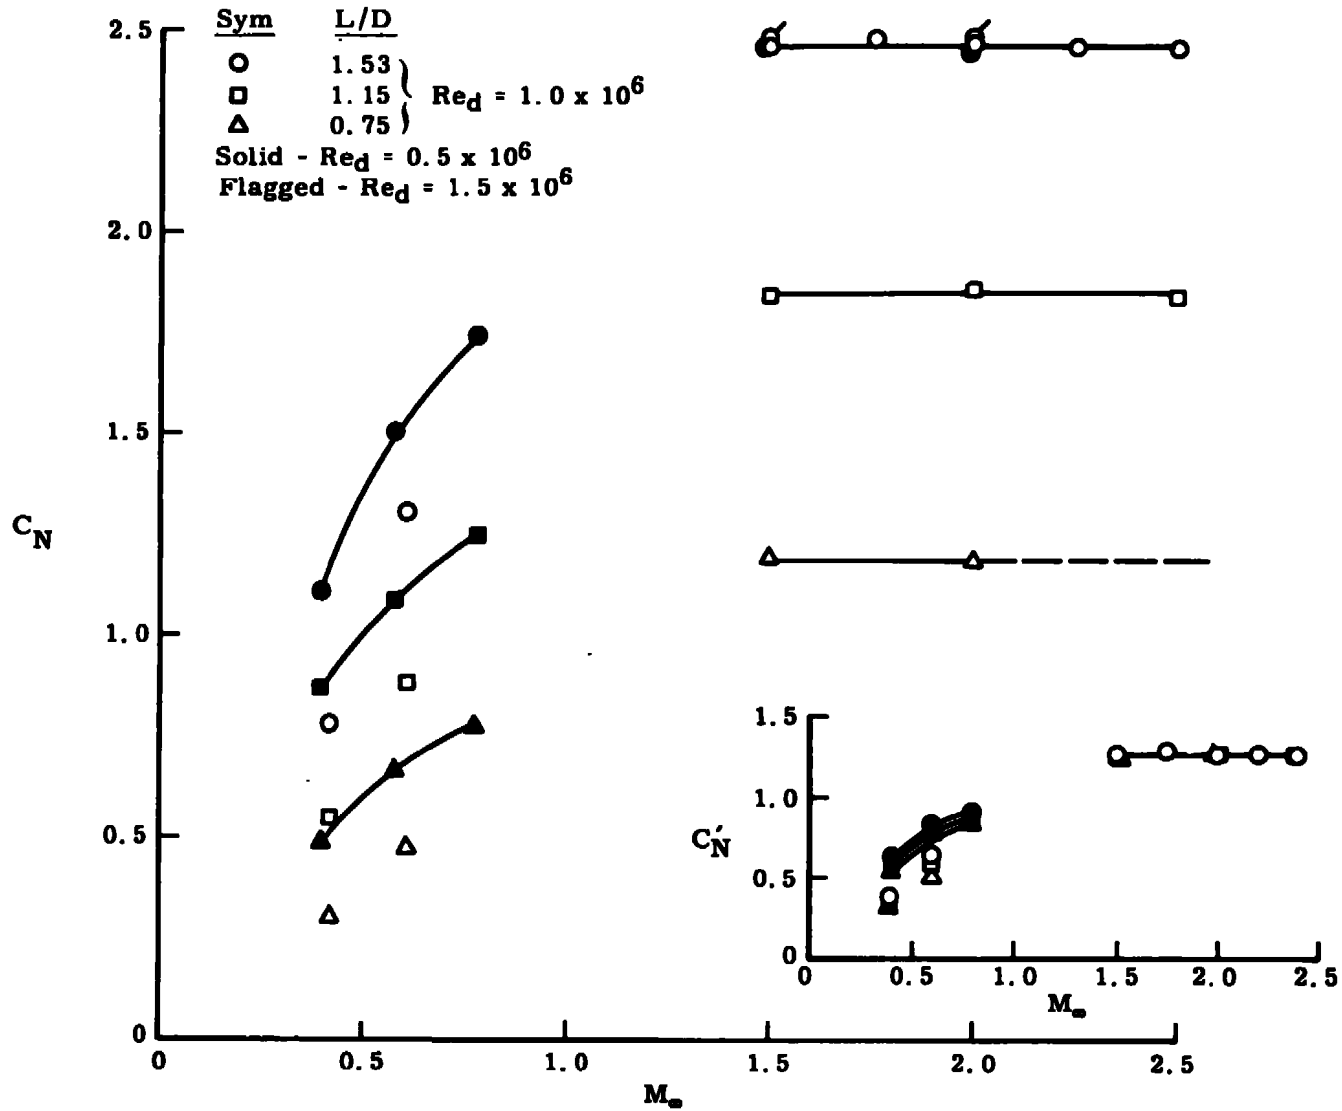 Sym L/D
1.53
1.15 Re_d = 1.0 x 10^6
0.75
Solid - Re_d = 0.5 x 10^6
Flagged - Re_d = 1.5 x 10^6
2.5
2.0
1.5
1.0
0.5
0
C_N
0 0.5 1.0 1.5 2.0 2.5
M_∞
1.5
1.0
0.5
0
C'_N
0 0.5 1.0 1.5 2.0 2.5
M_∞